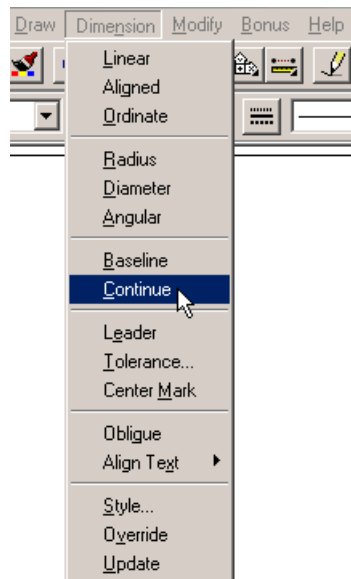 Draw Dimension Modify Bonus Help
Linear
Aligned
Ordinate
Radius
Diameter
Angular
Baseline
Continue
Leader
Tolerance...
Center Mark
Obligue
Align Text
Style...
Override
Update